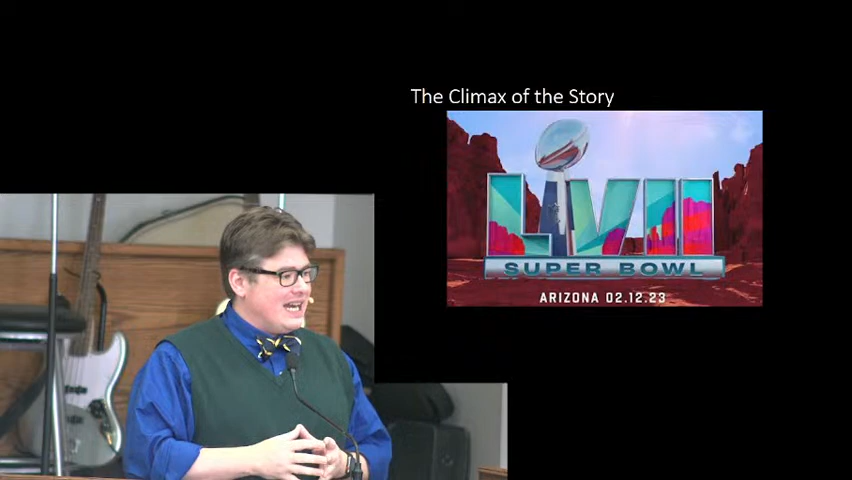 The Climax of the Story
LVII
SUPER BOWL
ARIZONA 02.12.23